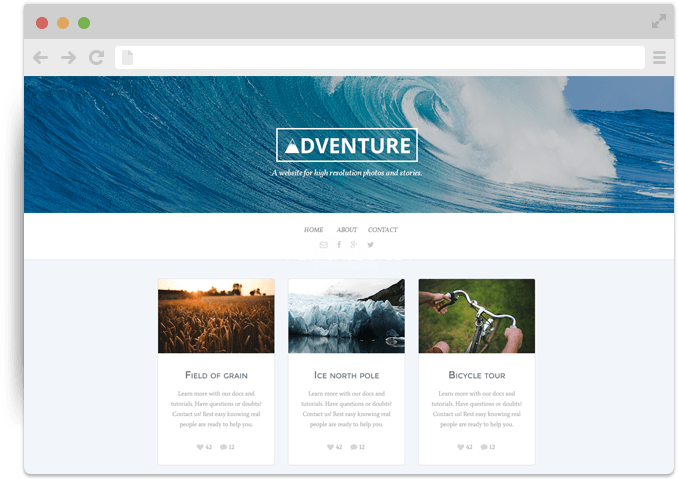 ADVENTURE
A website for high resolution photos and stories.
HOME ABOUT CONTACT
Field of grain
Learn more with our docs and
tutorials. Have questions or doubts?
Contact us! Rest easy knowing real
people are ready to help you.
42 12
Ice north pole
Learn more with our docs and
tutorials. Have questions or doubts?
Contact us! Rest easy knowing real
people are ready to help you.
42 12
Bicycle tour
Learn more with our docs and
tutorials. Have questions or doubts?
Contact us! Rest easy knowing real
people are ready to help you.
42 12